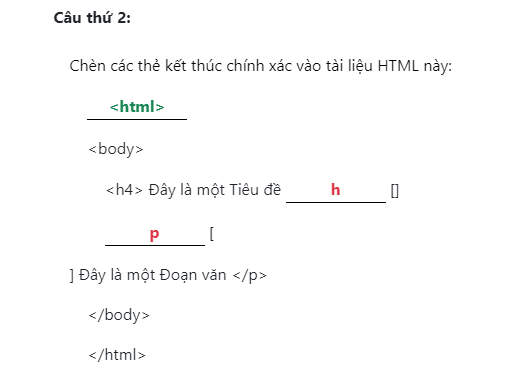 Câu thứ 2:
Chèn các thẻ kết thúc chính xác vào tài liệu HTML này:
<html>
<body>
<h4> Đây là một Tiêu đề h []
p [
] Đây là một Đoạn văn </p>
</body>
</html>